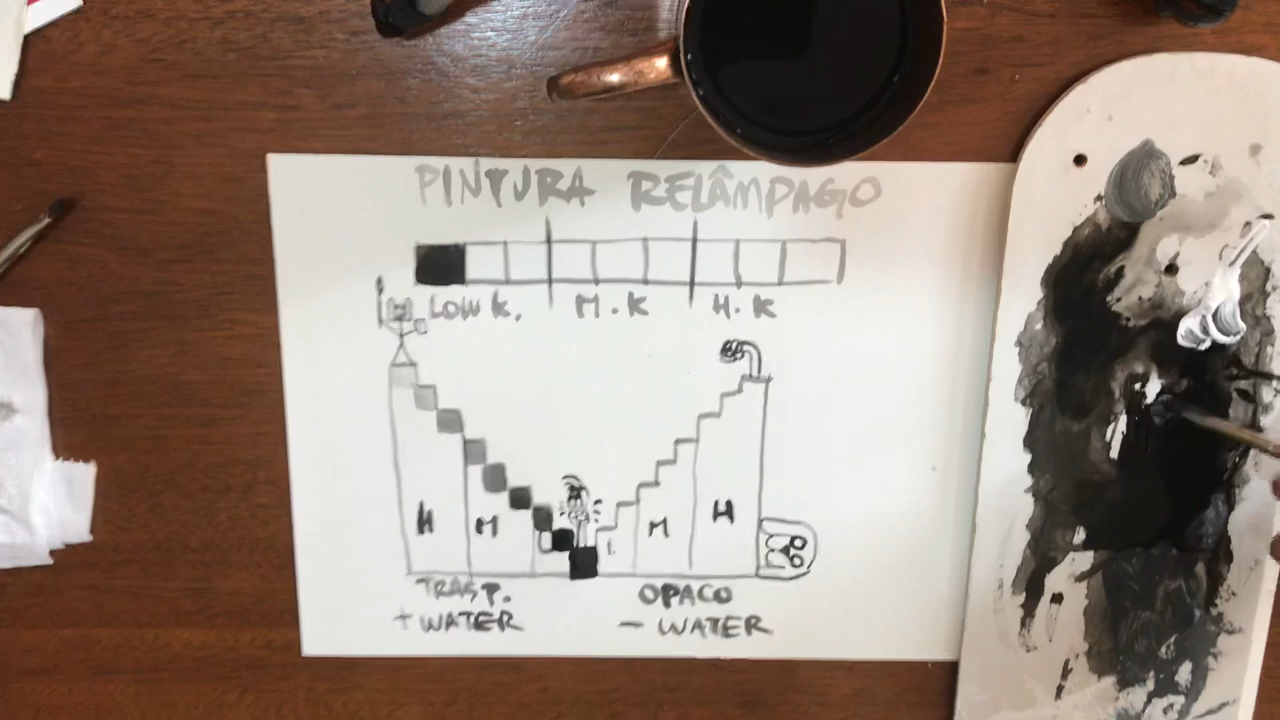 PINTURA RELÂMPAGO
LOW K. M.K H.K
H M L M H
TRASP. OPACO
+ WATER - WATER